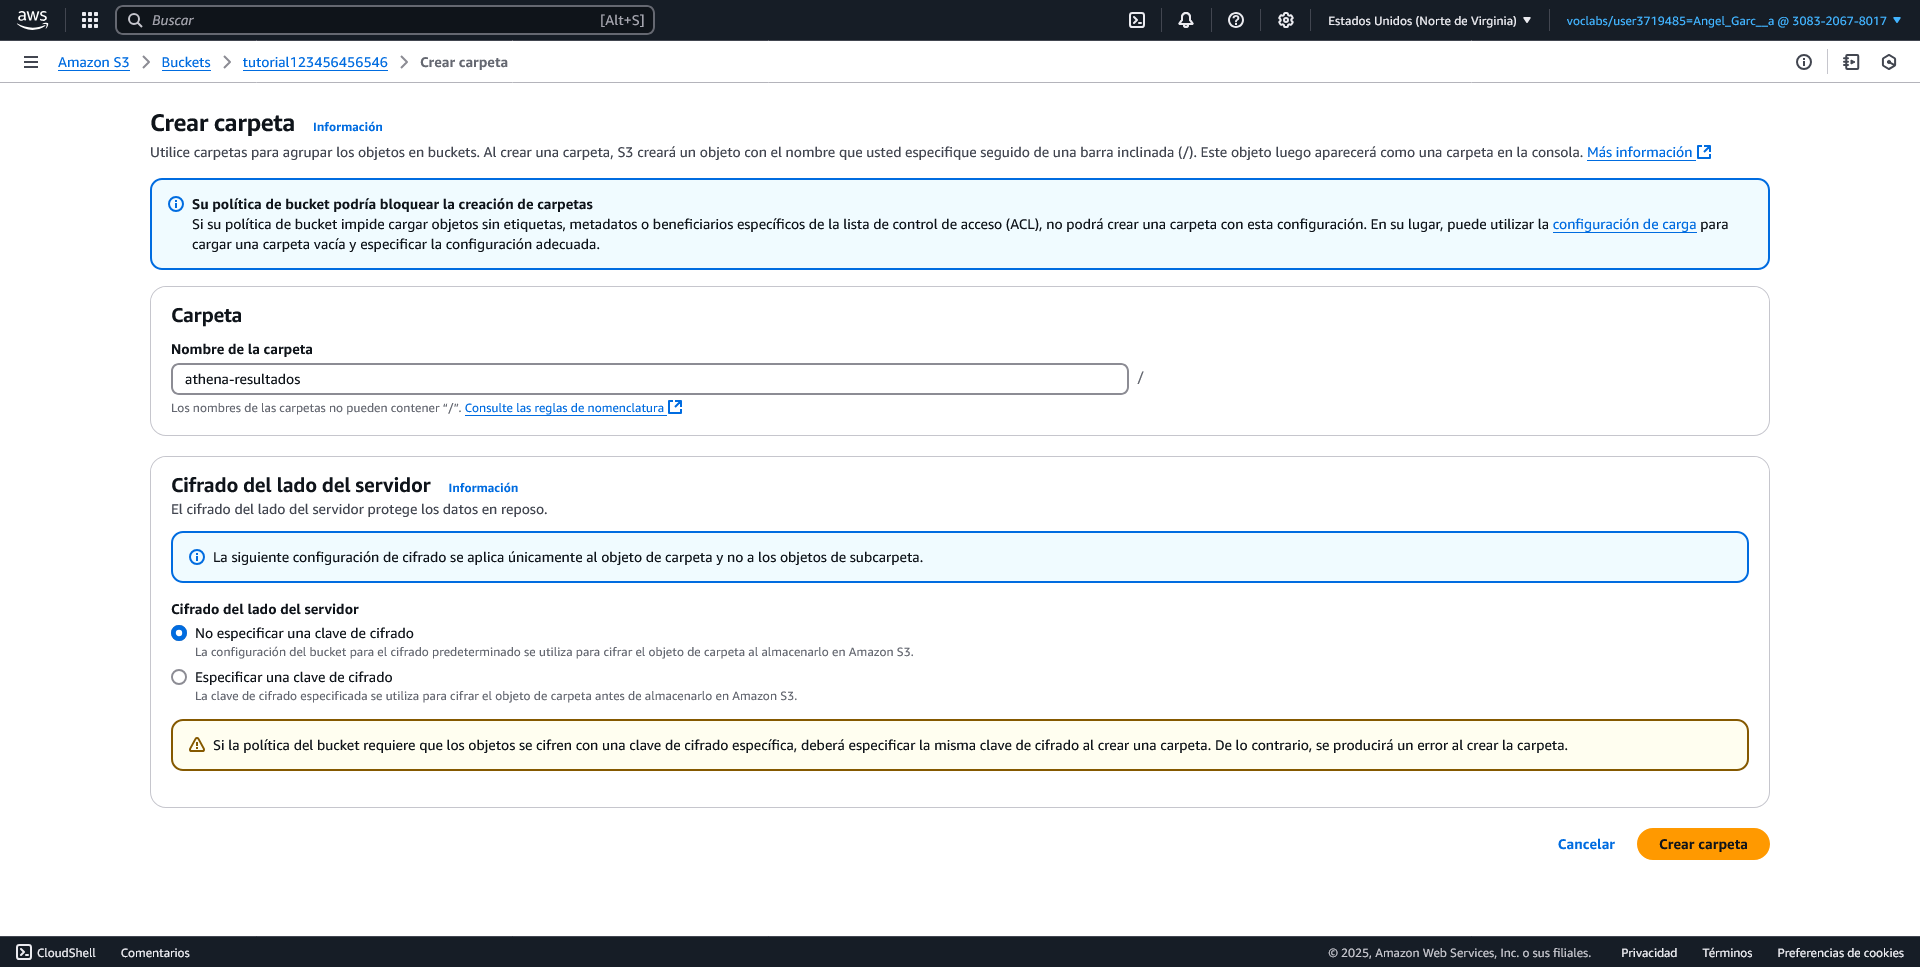 aws
Buscar [Alt+S] Estados Unidos (Norte de Virginia) voclabs/user3719485=Angel_Garc__a @ 3083-2067-8017
Amazon S3 > Buckets > tutorial123456456546 > Crear carpeta
Crear carpeta Información
Utilice carpetas para agrupar los objetos en buckets. Al crear una carpeta, S3 creará un objeto con el nombre que usted especifique seguido de una barra inclinada (/). Este objeto luego aparecerá como una carpeta en la consola. Más información
Su política de bucket podría bloquear la creación de carpetas
Si su política de bucket impide cargar objetos sin etiquetas, metadatos o beneficiarios específicos de la lista de control de acceso (ACL), no podrá crear una carpeta con esta configuración. En su lugar, puede utilizar la configuración de carga para
cargar una carpeta vacía y especificar la configuración adecuada.
Carpeta
Nombre de la carpeta
athena-resultados /
Los nombres de las carpetas no pueden contener "/". Consulte las reglas de nomenclatura
Cifrado del lado del servidor Información
El cifrado del lado del servidor protege los datos en reposo.
La siguiente configuración de cifrado se aplica únicamente al objeto de carpeta y no a los objetos de subcarpeta.
Cifrado del lado del servidor
No especificar una clave de cifrado
La configuración del bucket para el cifrado predeterminado se utiliza para cifrar el objeto de carpeta al almacenarlo en Amazon S3.
Especificar una clave de cifrado
La clave de cifrado especificada se utiliza para cifrar el objeto de carpeta antes de almacenarlo en Amazon S3.
Si la política del bucket requiere que los objetos se cifren con una clave de cifrado específica, deberá especificar la misma clave de cifrado al crear una carpeta. De lo contrario, se producirá un error al crear la carpeta.
Cancelar Crear carpeta
CloudShell Comentarios © 2025, Amazon Web Services, Inc. o sus filiales. Privacidad Términos Preferencias de cookies